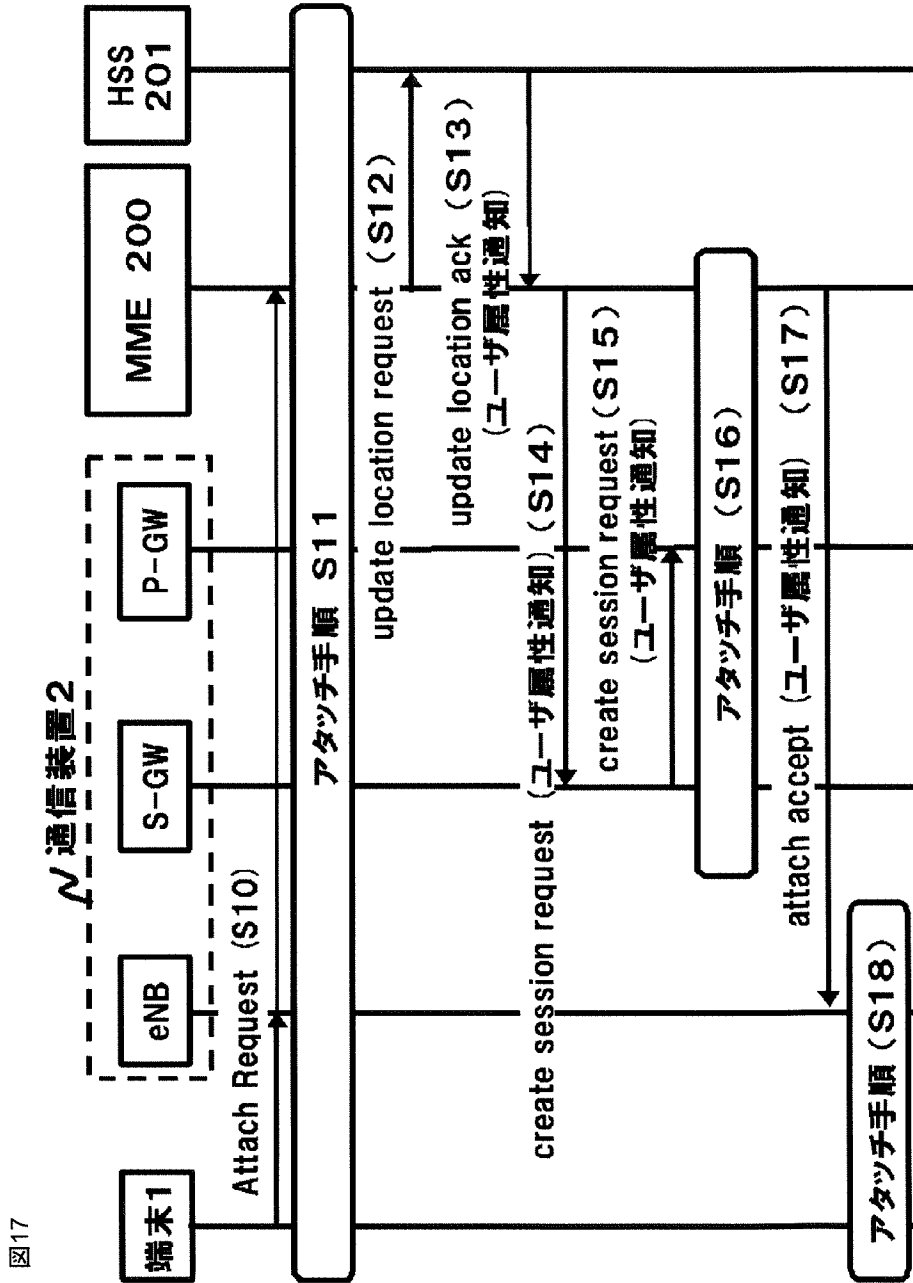 図17
通信装置2
端末1
eNB
S-GW
P-GW
MME 200
HSS
201
Attach Request (S10)
アタッチ手順 S11
update location request (S12)
update location ack (S13)
(ユーザ属性通知)
create session request (ユーザ属性通知) (S14)
create session request (S15)
(ユーザ属性通知)
アタッチ手順 (S16)
attach accept (ユーザ属性通知) (S17)
アタッチ手順 (S18)